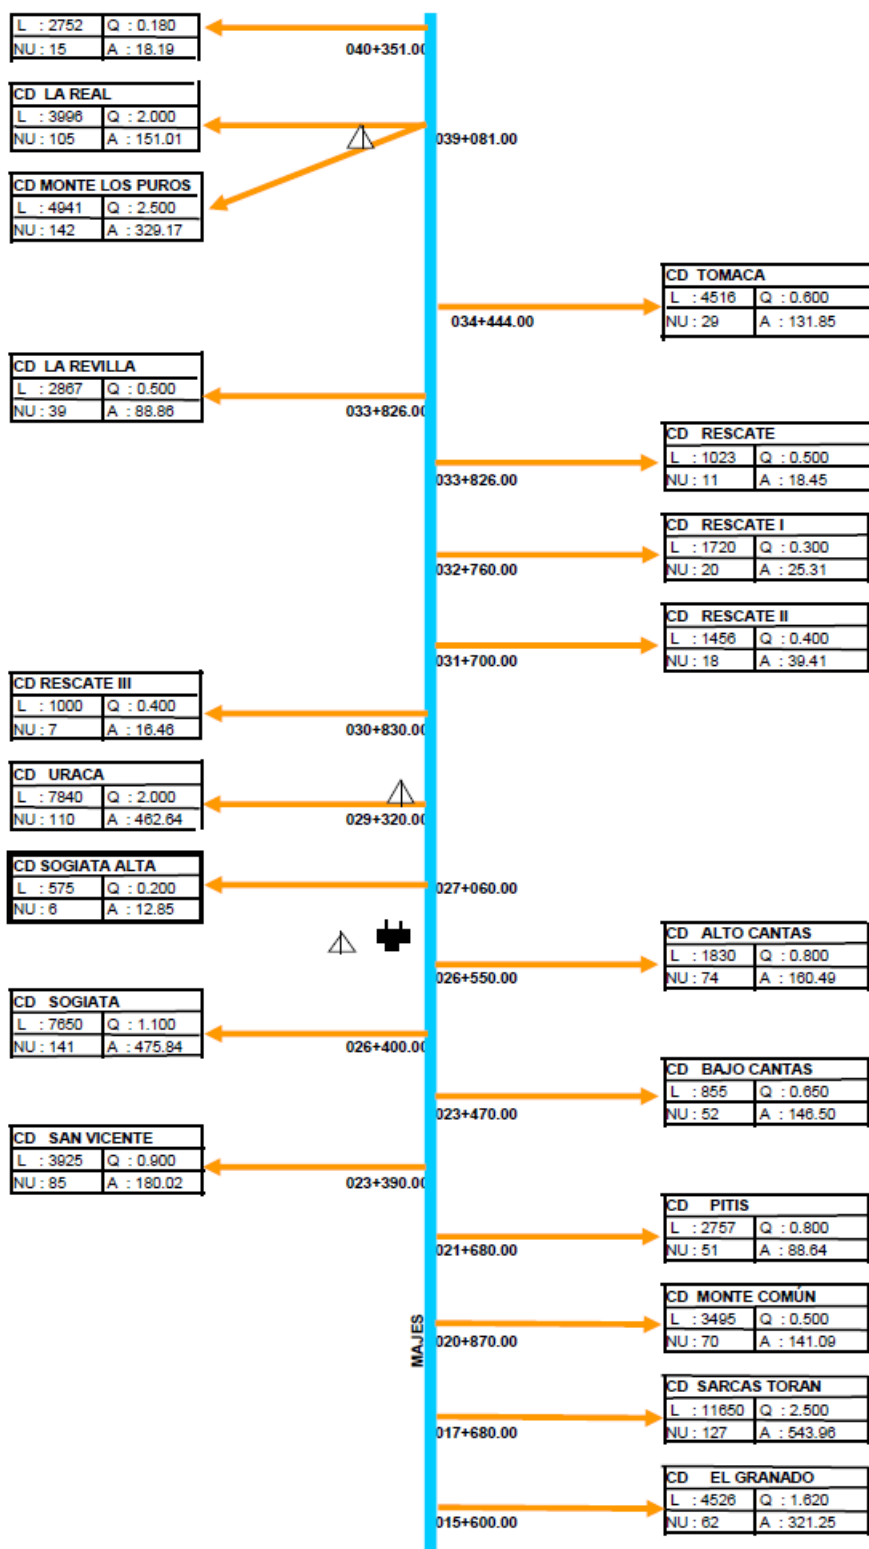 L : 2752 Q : 0.180
NU : 15 A : 18.19
040+351.00
CD LA REAL
L : 3996 Q : 2.000
NU : 105 A : 151.01
039+081.00
CD MONTE LOS PUROS
L : 4941 Q : 2.500
NU : 142 A : 329.17
CD TOMACA
L : 4516 Q : 0.600
NU : 29 A : 131.85
034+444.00
CD LA REVILLA
L : 2867 Q : 0.500
NU : 39 A : 88.86
033+826.00
CD RESCATE
L : 1023 Q : 0.500
NU : 11 A : 18.45
033+826.00
CD RESCATE I
L : 1720 Q : 0.300
NU : 20 A : 25.31
032+760.00
CD RESCATE II
L : 1456 Q : 0.400
NU : 18 A : 39.41
031+700.00
CD RESCATE III
L : 1000 Q : 0.400
NU : 7 A : 16.46
030+830.00
CD URACA
L : 7840 Q : 2.000
NU : 110 A : 462.64
029+320.00
CD SOGIATA ALTA
L : 575 Q : 0.200
NU : 6 A : 12.85
027+060.00
CD ALTO CANTAS
L : 1830 Q : 0.800
NU : 74 A : 160.49
026+550.00
CD SOGIATA
L : 7650 Q : 1.100
NU : 141 A : 475.84
026+400.00
CD BAJO CANTAS
L : 855 Q : 0.650
NU : 52 A : 146.50
023+470.00
CD SAN VICENTE
L : 3925 Q : 0.900
NU : 85 A : 180.02
023+390.00
CD PITIS
L : 2757 Q : 0.800
NU : 51 A : 88.64
021+680.00
CD MONTE COMÚN
L : 3495 Q : 0.500
NU : 70 A : 141.09
MAJES
020+870.00
CD SARCAS TORAN
L : 11650 Q : 2.500
NU : 127 A : 543.96
017+680.00
CD EL GRANADO
L : 4526 Q : 1.620
NU : 62 A : 321.25
015+600.00